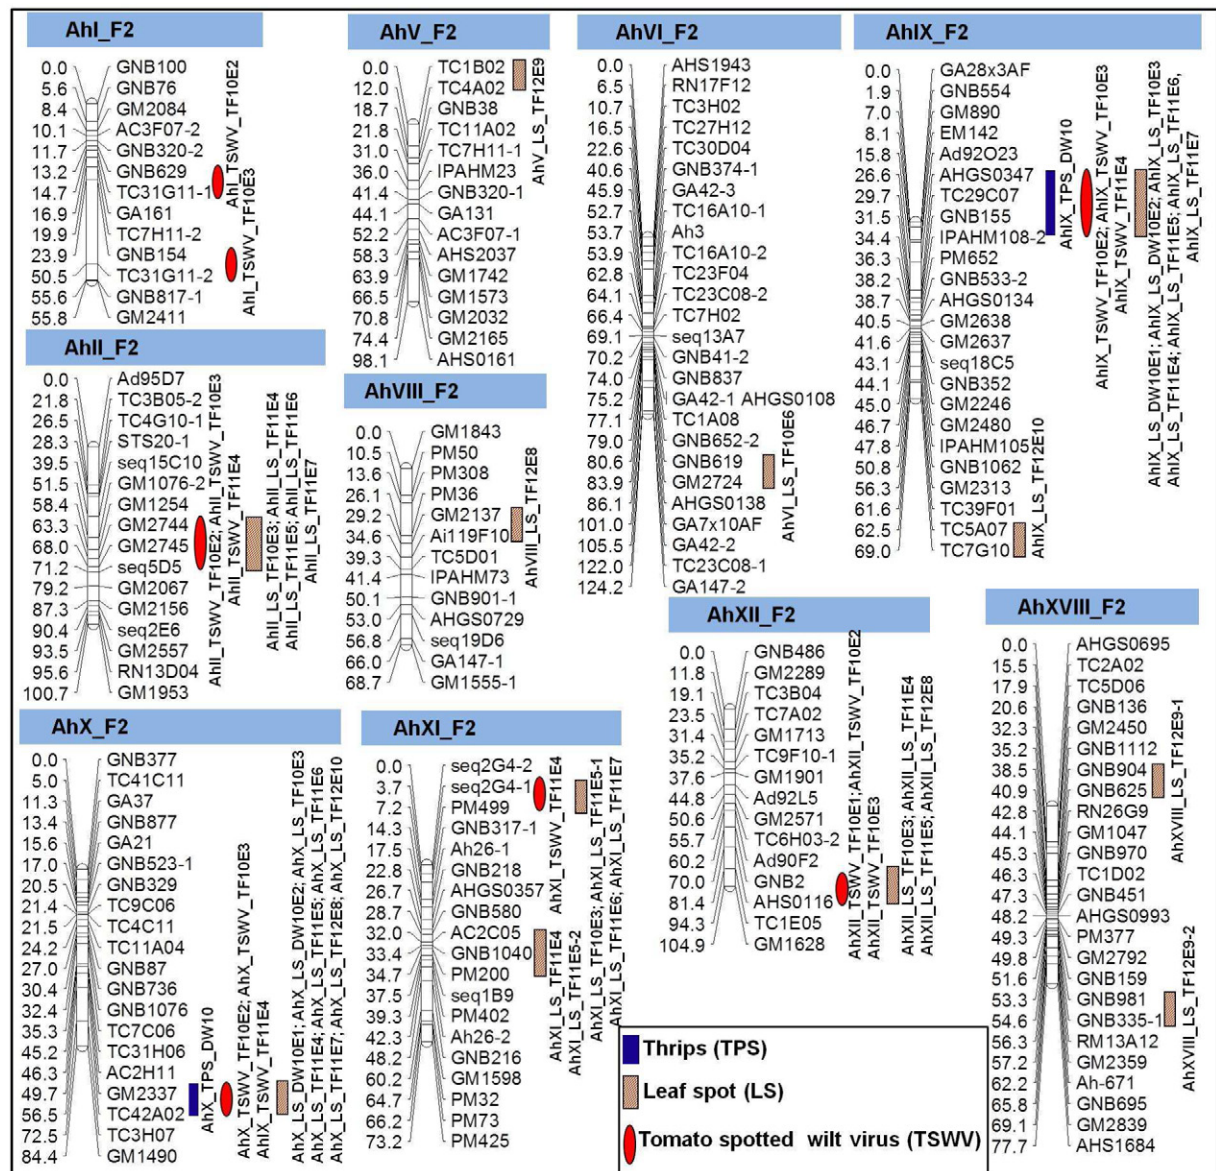 AhI_F2
0.0 GNB100
5.6 GNB76
8.4 GM2084
10.1 AC3F07-2
11.7 GNB320-2
13.2 GNB629
14.7 TC31G11-1
16.9 GA161
19.9 TC7H11-2
23.9 GNB154
50.5 TC31G11-2
55.6 GNB817-1
55.8 GM2411
AhI_TSWV_TF10E2
AhI_TSWV_TF10E3
AhII_F2
0.0 Ad95D7
21.8 TC3B05-2
26.5 TC4G10-1
28.3 STS20-1
39.5 seq15C10
51.5 GM1076-2
58.4 GM1254
63.3 GM2744
68.0 GM2745
71.2 seq5D5
79.2 GM2067
87.3 GM2156
90.4 seq2E6
93.5 GM2557
95.6 RN13D04
100.7 GM1953
AhII_TSWV_TF10E2; AhII_TSWV_TF10E3
AhII_TSWV_TF11E4
AhII_LS_TF10E3; AhII_LS_TF11E4
AhII_LS_TF11E5; AhII_LS_TF11E6
AhII_LS_TF11E7
AhV_F2
0.0 TC1B02
12.0 TC4A02
18.7 GNB38
21.8 TC11A02
31.0 TC7H11-1
36.0 IPAHM23
41.4 GNB320-1
44.1 GA131
52.2 AC3F07-1
58.3 AHS2037
63.9 GM1742
66.5 GM1573
70.8 GM2032
74.4 GM2165
98.1 AHS0161
AhV_LS_TF12E9
AhVIII_F2
0.0 GM1843
10.5 PM50
13.6 PM308
26.1 PM36
29.2 GM2137
34.6 Ai119F10
39.3 TC5D01
41.4 IPAHM73
50.1 GNB901-1
53.0 AHGS0729
56.8 seq19D6
66.0 GA147-1
68.7 GM1555-1
AhVIII_LS_TF12E8
AhVI_F2
0.0 AHS1943
6.5 RN17F12
10.7 TC3H02
16.5 TC27H12
22.6 TC30D04
40.6 GNB374-1
45.9 GA42-3
52.7 TC16A10-1
53.7 Ah3
53.9 TC16A10-2
62.8 TC23F04
64.1 TC23C08-2
66.4 TC7H02
69.1 seq13A7
70.2 GNB41-2
74.0 GNB837
75.2 GA42-1 AHGS0108
77.1 TC1A08
79.0 GNB652-2
80.6 GNB619
83.9 GM2724
86.1 AHGS0138
101.0 GA7x10AF
105.5 GA42-2
122.0 TC23C08-1
124.2 GA147-2
AhVI_LS_TF10E6
AhIX_F2
0.0 GA28x3AF
1.9 GNB554
7.0 GM890
8.1 EM142
15.8 Ad92O23
26.6 AHGS0347
29.7 TC29C07
31.5 GNB155
34.4 IPAHM108-2
36.3 PM652
38.2 GNB533-2
38.7 AHGS0134
40.5 GM2638
41.6 GM2637
43.1 seq18C5
44.1 GNB352
45.0 GM2246
46.7 GM2480
47.8 IPAHM105
50.8 GNB1062
56.3 GM2313
61.6 TC39F01
62.5 TC5A07
69.0 TC7G10
AhIX_TPS_DW10
AhIX_TSWV_TF10E2; AhIX_TSWV_TF10E3
AhIX_TSWV_TF11E4
AhIX_LS_DW10E1; AhIX_LS_DW10E2; AhIX_LS_TF10E3
AhIX_LS_TF11E4; AhIX_LS_TF11E5; AhIX_LS_TF11E6,
AhIX_LS_TF11E7
AhIX_LS_TF12E10
AhX_F2
0.0 GNB377
5.0 TC41C11
11.3 GA37
13.4 GNB877
15.6 GA21
17.0 GNB523-1
20.5 GNB329
21.4 TC9C06
21.5 TC4C11
24.2 TC11A04
27.0 GNB87
30.4 GNB736
32.4 GNB1076
35.3 TC7C06
45.2 TC31H06
46.3 AC2H11
49.7 GM2337
56.5 TC42A02
72.5 TC3H07
84.4 GM1490
AhX_TPS_DW10
AhX_TSWV_TF10E2; AhX_TSWV_TF10E3
AhX_TSWV_TF11E4
AhX_LS_DW10E1; AhX_LS_DW10E2; AhX_LS_TF10E3
AhX_LS_TF11E4; AhX_LS_TF11E5; AhX_LS_TF11E6
AhX_LS_TF11E7; AhX_LS_TF12E8; AhX_LS_TF12E10
AhXI_F2
0.0 seq2G4-2
3.7 seq2G4-1
7.2 PM499
14.3 GNB317-1
17.5 Ah26-1
22.8 GNB218
26.7 AHGS0357
28.7 GNB580
32.0 AC2C05
33.4 GNB1040
34.7 PM200
37.5 seq1B9
39.3 PM402
42.3 Ah26-2
48.2 GNB216
60.2 GM1598
64.7 PM32
66.2 PM73
73.2 PM425
AhXI_TSWV_TF11E4
AhXI_LS_TF10E3; AhXI_LS_TF11E5-1
AhXI_LS_TF11E6; AhXI_LS_TF11E7
AhXI_LS_TF11E4
AhXI_LS_TF11E5-2
AhXII_F2
0.0 GNB486
11.8 GM2289
19.1 TC3B04
23.5 TC7A02
31.4 GM1713
35.2 TC9F10-1
37.6 GM1901
44.8 Ad92L5
50.6 GM2571
55.7 TC6H03-2
60.2 Ad90F2
70.0 GNB2
81.4 AHS0116
94.3 TC1E05
104.9 GM1628
AhXII_TSWV_TF10E1; AhXII_TSWV_TF10E2
AhXII_TSWV_TF10E3
AhXII_LS_TF10E3; AhXII_LS_TF11E4
AhXII_LS_TF11E5; AhXII_LS_TF12E8
AhXVIII_F2
0.0 AHGS0695
15.5 TC2A02
17.9 TC5D06
20.6 GNB136
32.3 GM2450
35.2 GNB1112
38.5 GNB904
40.9 GNB625
42.8 RN26G9
44.1 GM1047
45.3 GNB970
46.3 TC1D02
47.3 GNB451
48.2 AHGS0993
49.3 PM377
49.8 GM2792
51.6 GNB159
53.3 GNB981
54.6 GNB335-1
56.3 RM13A12
57.2 GM2359
62.2 Ah-671
65.8 GNB695
69.1 GM2839
77.7 AHS1684
AhXVIII_LS_TF12E9-1
AhXVIII_LS_TF12E9-2
Thrips (TPS)
Leaf spot (LS)
Tomato spotted wilt virus (TSWV)